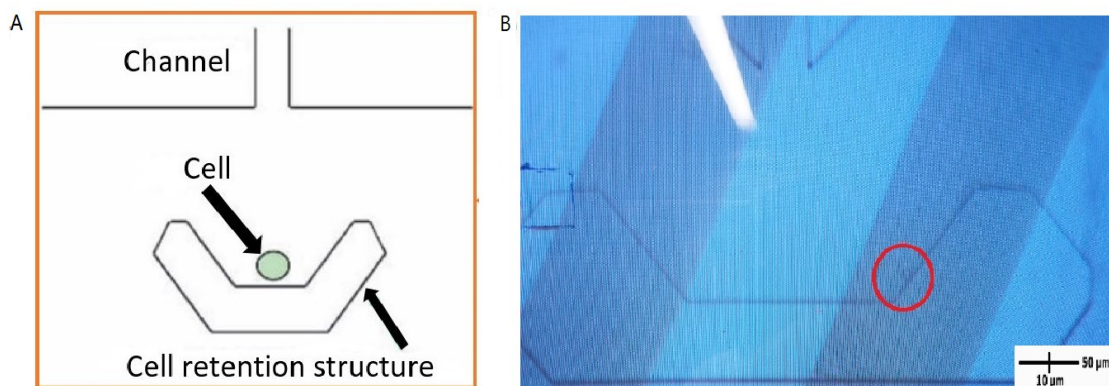 A
Channel
Cell
Cell retention structure
B
50 µm
10 µm